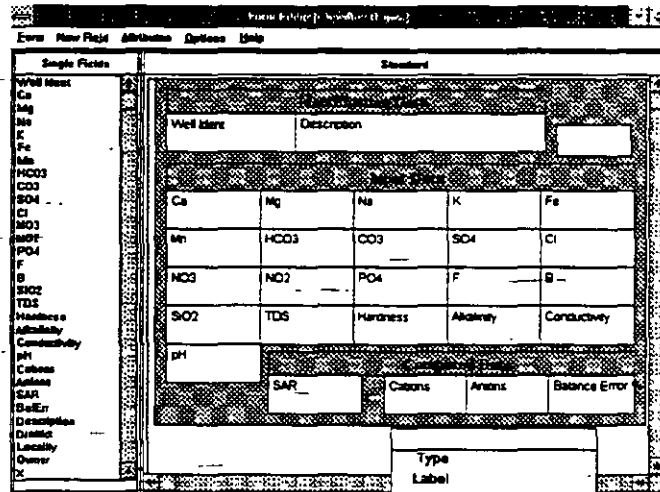 Form New Field Attributes Options Help
Single Fields
Standard
Well Ident
Ca
Mg
Na
K
Fe
Mn
HCO3
CO3
SO4
Cl
NO3
NO2
PO4
F
B
SIO2
TDS
Hardness
Alkalinity
Conductivity
pH
Cations
Anions
SAR
BalErr
Description
District
Locality
Owner
X
Well Ident Description
Ca Mg Na K Fe
Mn HCO3 CO3 SO4 Cl
NO3 NO2 PO4 F B
SiO2 TDS Hardness Alkalinity Conductivity
pH
SAR Cations Anions Balance Error
Type
Label